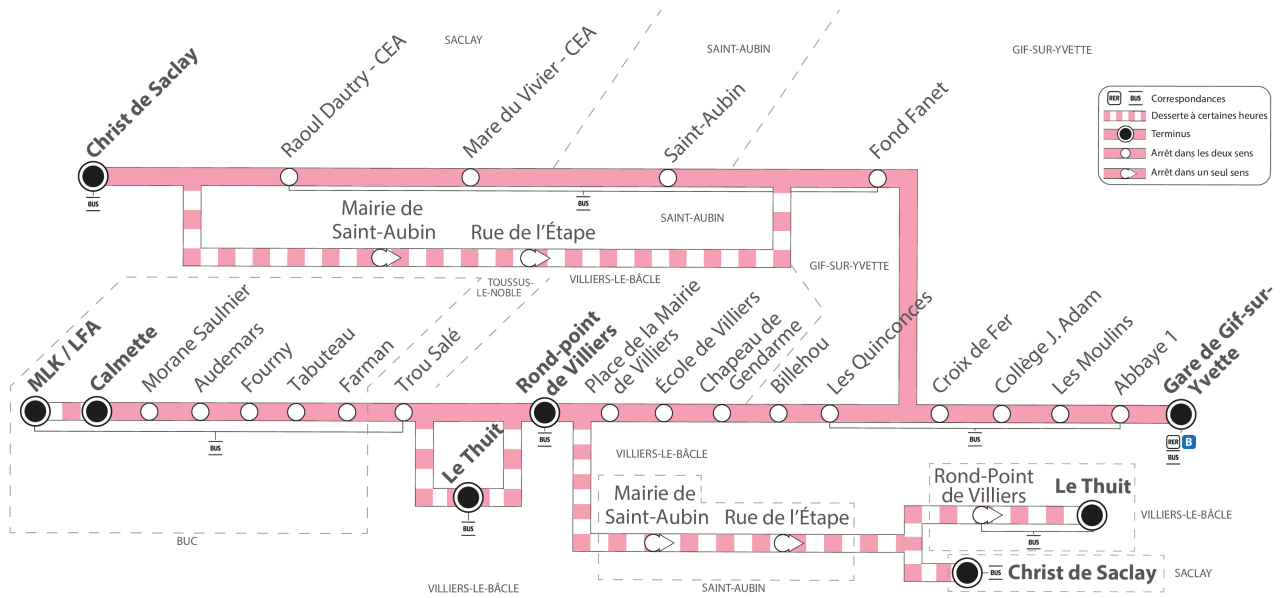 SACLAY
SAINT-AUBIN
GIF-SUR-YVETTE
Christ de Saclay
Raoul Dautry - CEA
Mare du Vivier - CEA
Saint-Aubin
Fond Fanet
RER
BUS
Correspondances
Desserte à certaines heures
Terminus
Arrêt dans les deux sens
Arrêt dans un seul sens
BUS
BUS
Mairie de
Saint-Aubin
Rue de l'Étape
SAINT-AUBIN
GIF-SUR-YVETTE
TOUSSUS-
LE-NOBLE
VILLIERS-LE-BÂCLE
MLK / LFA
Calmette
Morane Saulnier
Audemars
Fourny
Tabuteau
Farman
Trou Salé
Rond-point
de Villiers
Place de la Mairie
de Villiers
École de Villiers
Chapeau de
Gendarme
Billehou
Les Quinconces
Croix de Fer
Collège J. Adam
Les Moulins
Abbaye 1
Gare de Gif-sur-
Yvette
BUS
BUS
BUS
RER
B
BUS
Le Thuit
BUS
VILLIERS-LE-BÂCLE
Mairie de
Saint-Aubin
Rue de l'Étape
Rond-Point
de Villiers
Le Thuit
BUS
VILLIERS-LE-BÂCLE
BUS
Christ de Saclay
SACLAY
BUC
VILLIERS-LE-BÂCLE
SAINT-AUBIN